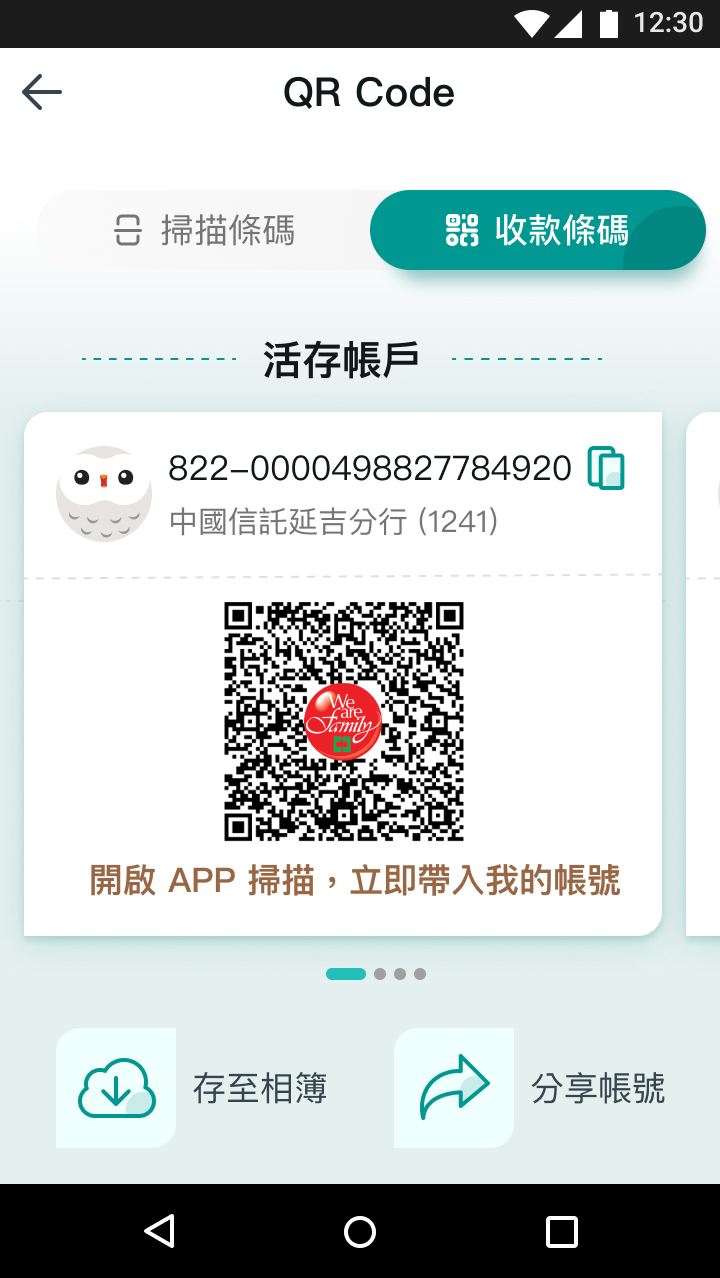 12:30
QR Code
掃描條碼
收款條碼
活存帳戶
822-0000498827784920
中國信託延吉分行 (1241)
We
are
Family
開啟 APP 掃描，立即帶入我的帳號
存至相簿
分享帳號